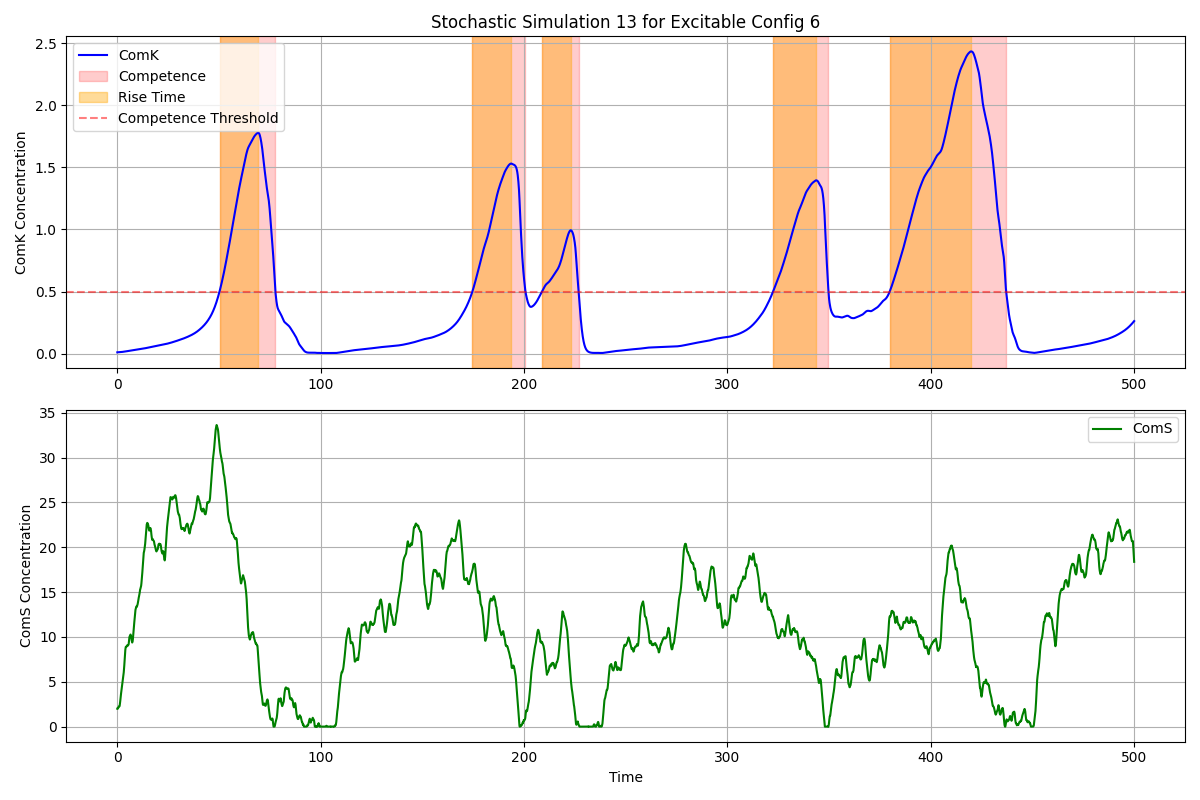 Stochastic Simulation 13 for Excitable Config 6
ComK Concentration
2.5
2.0
1.5
1.0
0.5
0.0
ComK
Competence
Rise Time
Competence Threshold
0 100 200 300 400 500
ComS Concentration
35
30
25
20
15
10
5
0
ComS
0 100 200 300 400 500
Time